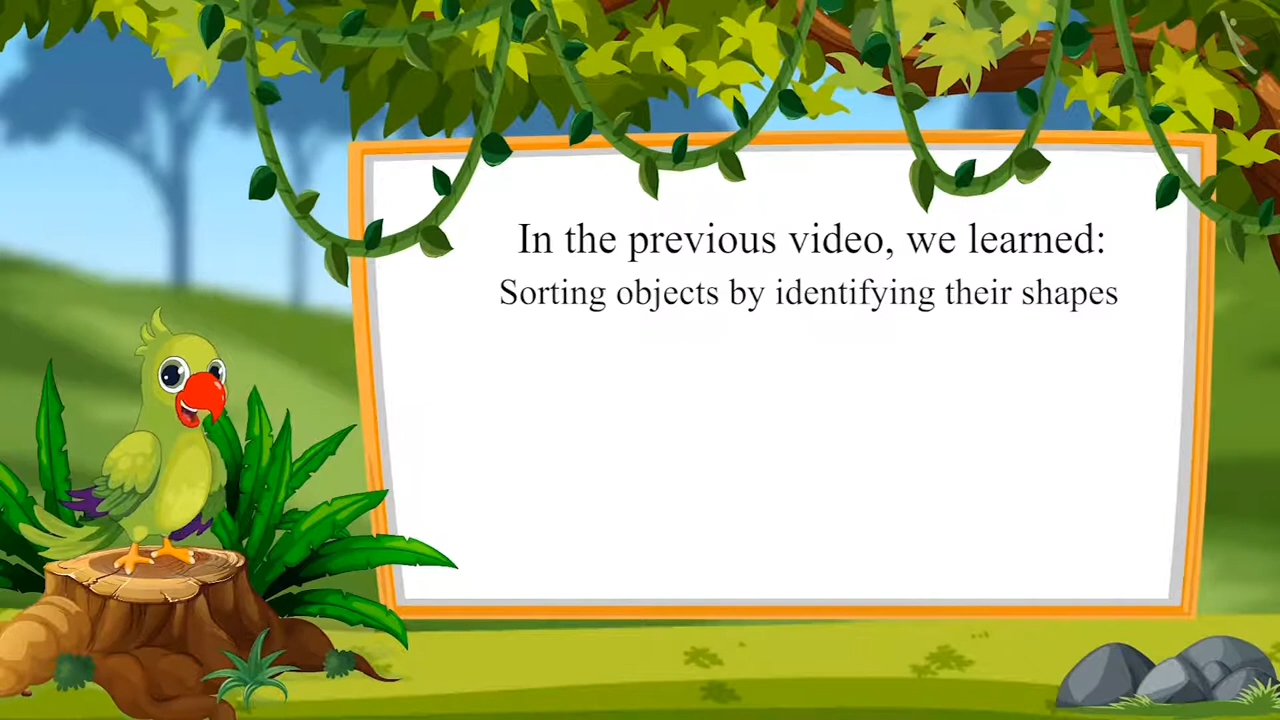 In the previous video, we learned:
Sorting objects by identifying their shapes